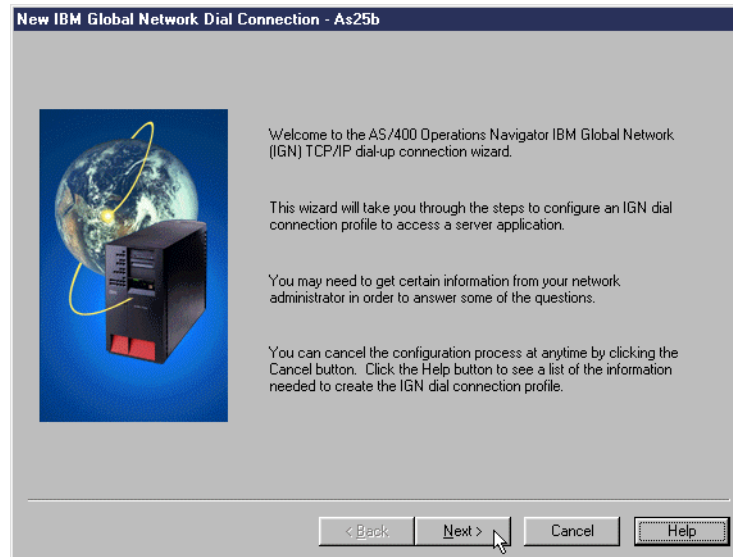 New IBM Global Network Dial Connection - As25b
Welcome to the AS/400 Operations Navigator IBM Global Network
(IGN) TCP/IP dial-up connection wizard.
This wizard will take you through the steps to configure an IGN dial
connection profile to access a server application.
You may need to get certain information from your network
administrator in order to answer some of the questions.
You can cancel the configuration process at anytime by clicking the
Cancel button. Click the Help button to see a list of the information
needed to create the IGN dial connection profile.
< Back Next > Cancel Help